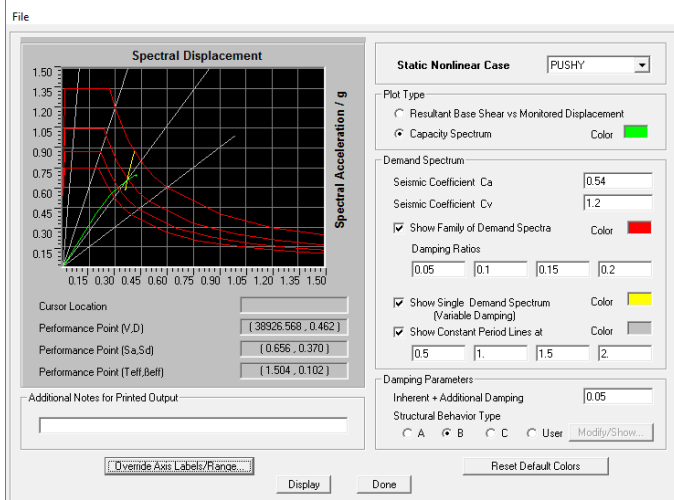 File
Spectral Displacement
1.50
1.35
1.20
1.05
0.90
0.75
0.60
0.45
0.30
0.15
0.15 0.30 0.45 0.60 0.75 0.90 1.05 1.20 1.35 1.50
Spectral Acceleration / g
Cursor Location
Performance Point (V,D) ( 38926.568 , 0.462 )
Performance Point (Sa,Sd) ( 0.656 , 0.370 )
Performance Point (Teff,Βeff) ( 1.504 , 0.102 )
Additional Notes for Printed Output
Override Axis Labels/Range...
Static Nonlinear Case PUSHY
Plot Type
Resultant Base Shear vs Monitored Displacement
Capacity Spectrum Color
Demand Spectrum
Seismic Coefficient Ca 0.54
Seismic Coefficient Cv 1.2
Show Family of Demand Spectra Color
Damping Ratios
0.05 0.1 0.15 0.2
Show Single Demand Spectrum Color
(Variable Damping)
Show Constant Period Lines at Color
0.5 1. 1.5 2.
Damping Parameters
Inherent + Additional Damping 0.05
Structural Behavior Type
A B C User Modify/Show...
Reset Default Colors
Display Done